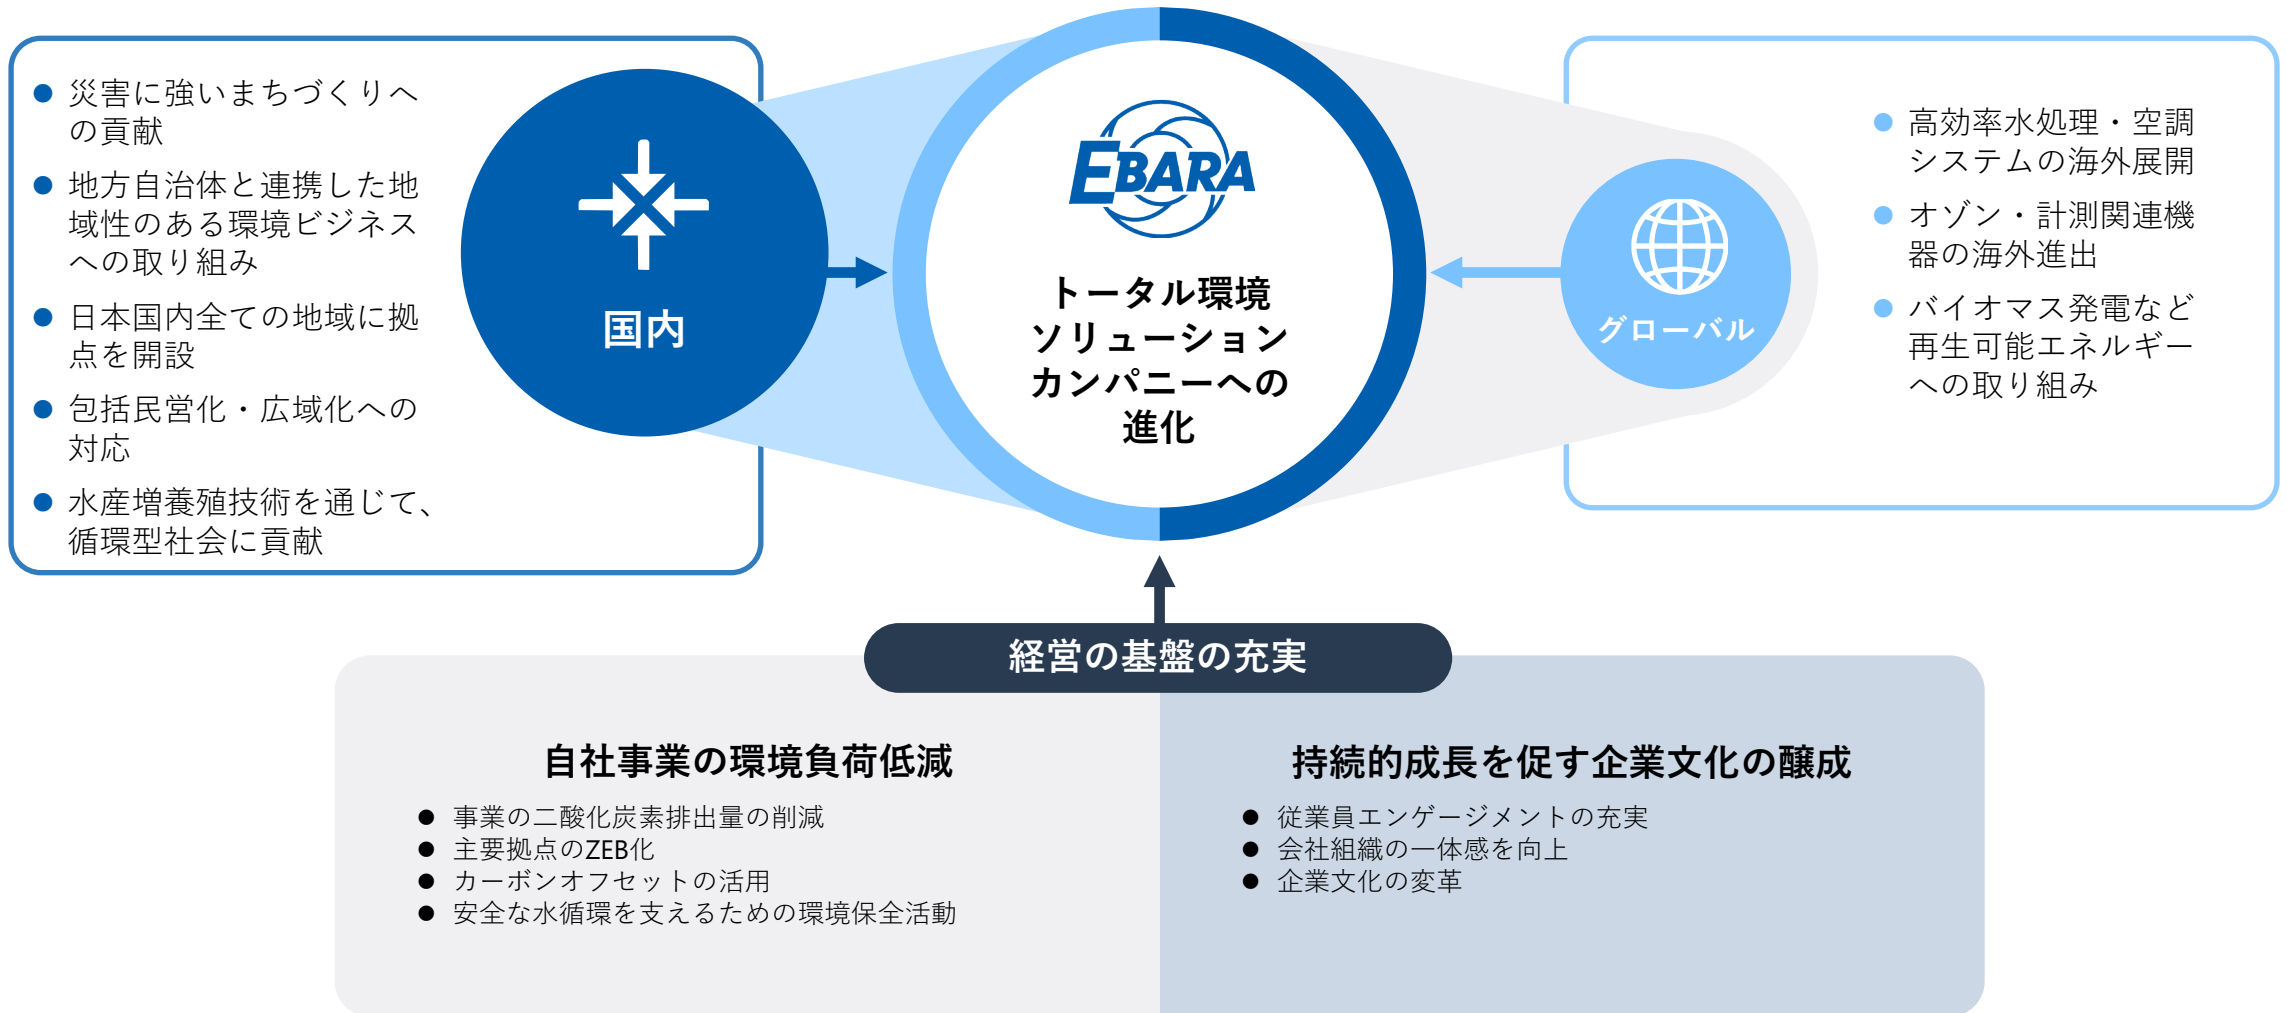 災害に強いまちづくりへ
の貢献
地方自治体と連携した地
域性のある環境ビジネス
への取り組み
日本国内全ての地域に拠
点を開設
包括民営化・広域化への
対応
水産増養殖技術を通じて、
循環型社会に貢献
国内
EBARA
トータル環境
ソリューション
カンパニーへの
進化
グローバル
高効率水処理・空調
システムの海外展開
オゾン・計測関連機
器の海外進出
バイオマス発電など
再生可能エネルギー
への取り組み
経営の基盤の充実
自社事業の環境負荷低減
事業の二酸化炭素排出量の削減
主要拠点のZEB化
カーボンオフセットの活用
安全な水循環を支えるための環境保全活動
持続的成長を促す企業文化の醸成
従業員エンゲージメントの充実
会社組織の一体感を向上
企業文化の変革